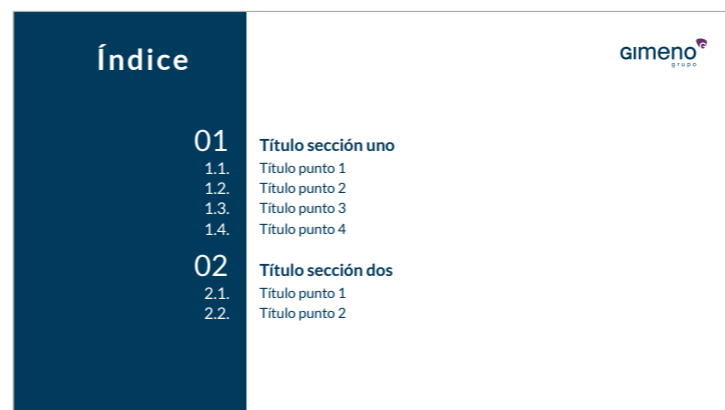 Índice
GIMENO
grupo
01 Título sección uno
1.1. Título punto 1
1.2. Título punto 2
1.3. Título punto 3
1.4. Título punto 4
02 Título sección dos
2.1. Título punto 1
2.2. Título punto 2